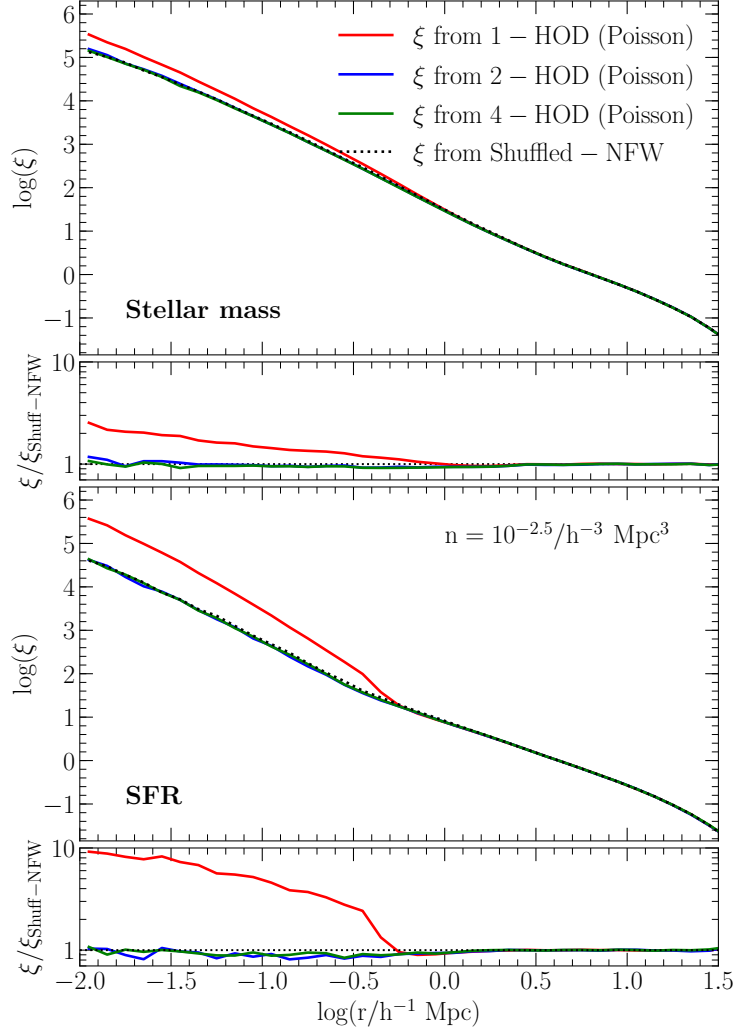 6
5
4
3
2
1
0
−1
log(ξ)
ξ from 1 − HOD (Poisson)
ξ from 2 − HOD (Poisson)
ξ from 4 − HOD (Poisson)
ξ from Shuffled − NFW
Stellar mass
10
1
ξ/ξShuff−NFW
6
5
4
3
2
1
0
−1
log(ξ)
n = 10−2.5/h−3 Mpc3
SFR
10
1
ξ/ξShuff−NFW
−2.0 −1.5 −1.0 −0.5 0.0 0.5 1.0 1.5
log(r/h−1 Mpc)